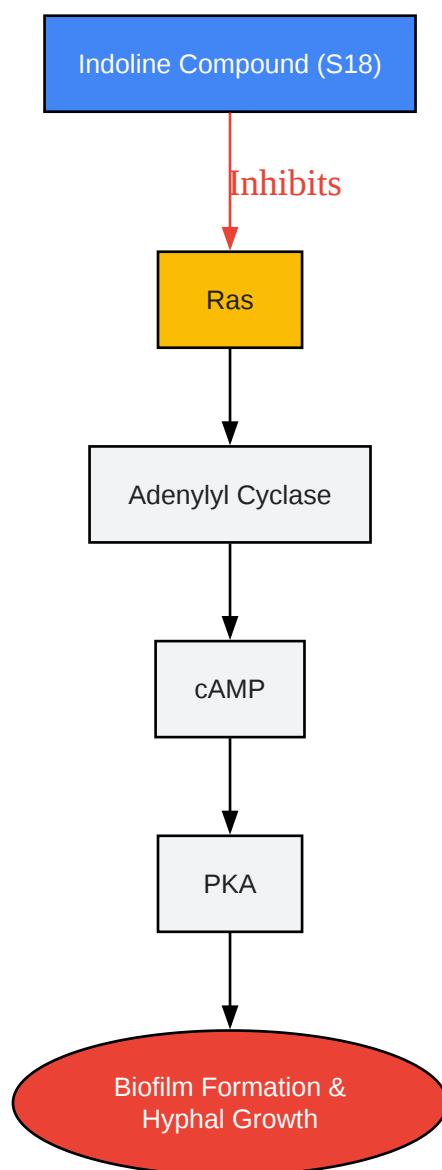 Indoline Compound (S18)
Inhibits
Ras
Adenylyl Cyclase
cAMP
PKA
Biofilm Formation &
Hyphal Growth